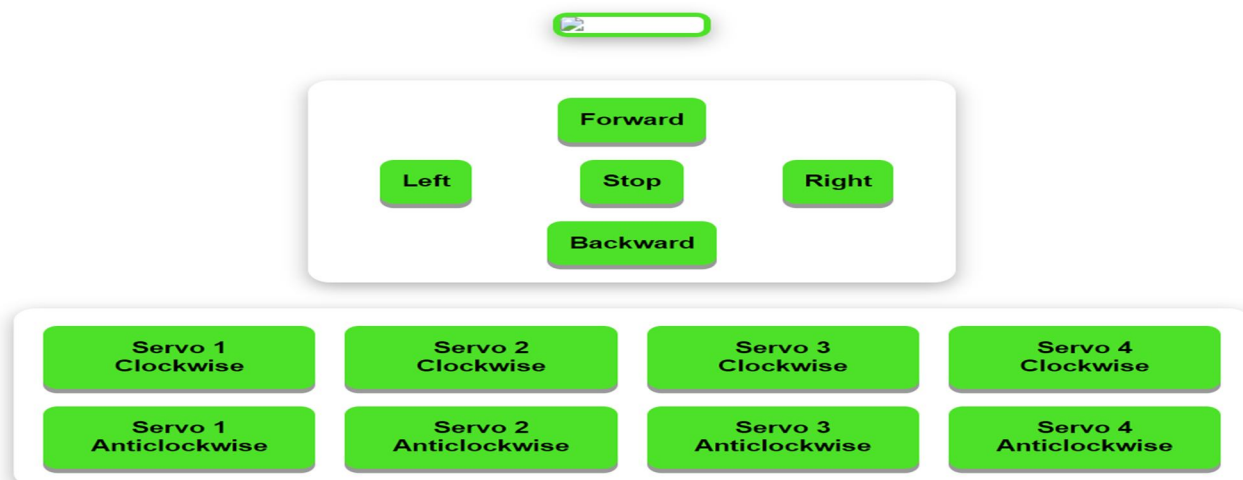 Forward
Left Stop Right
Backward
Servo 1 Servo 2 Servo 3 Servo 4
Clockwise Clockwise Clockwise Clockwise
Servo 1 Servo 2 Servo 3 Servo 4
Anticlockwise Anticlockwise Anticlockwise Anticlockwise